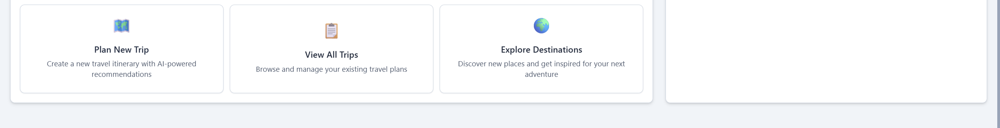 Plan New Trip
Create a new travel itinerary with AI-powered
recommendations
View All Trips
Browse and manage your existing travel plans
Explore Destinations
Discover new places and get inspired for your next
adventure